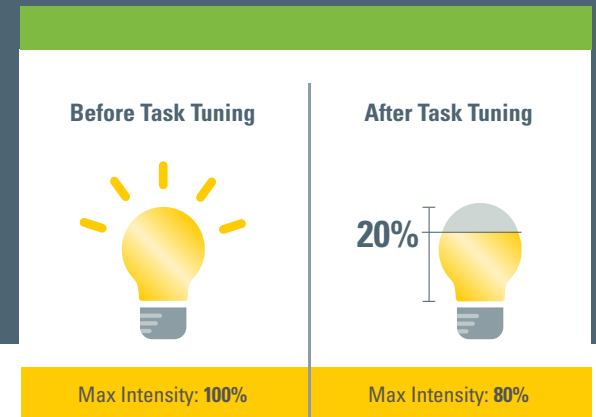 Before Task Tuning
After Task Tuning
20%
Max Intensity: 100%
Max Intensity: 80%